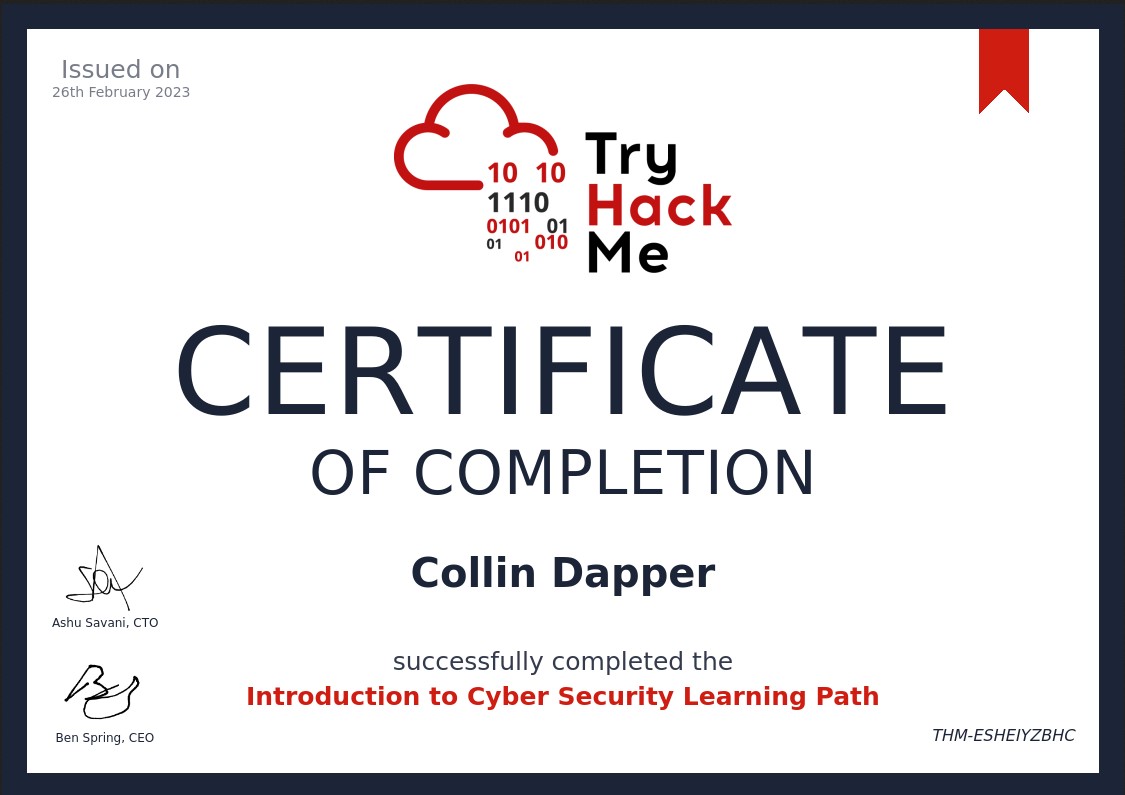 Issued on
26th February 2023
10 10
1110
0101 01
01 010
01
Try
Hack
Me
CERTIFICATE
OF COMPLETION
Collin Dapper
Ashu Savani, CTO
successfully completed the
Introduction to Cyber Security Learning Path
Ben Spring, CEO
THM-ESHEIYZBHC